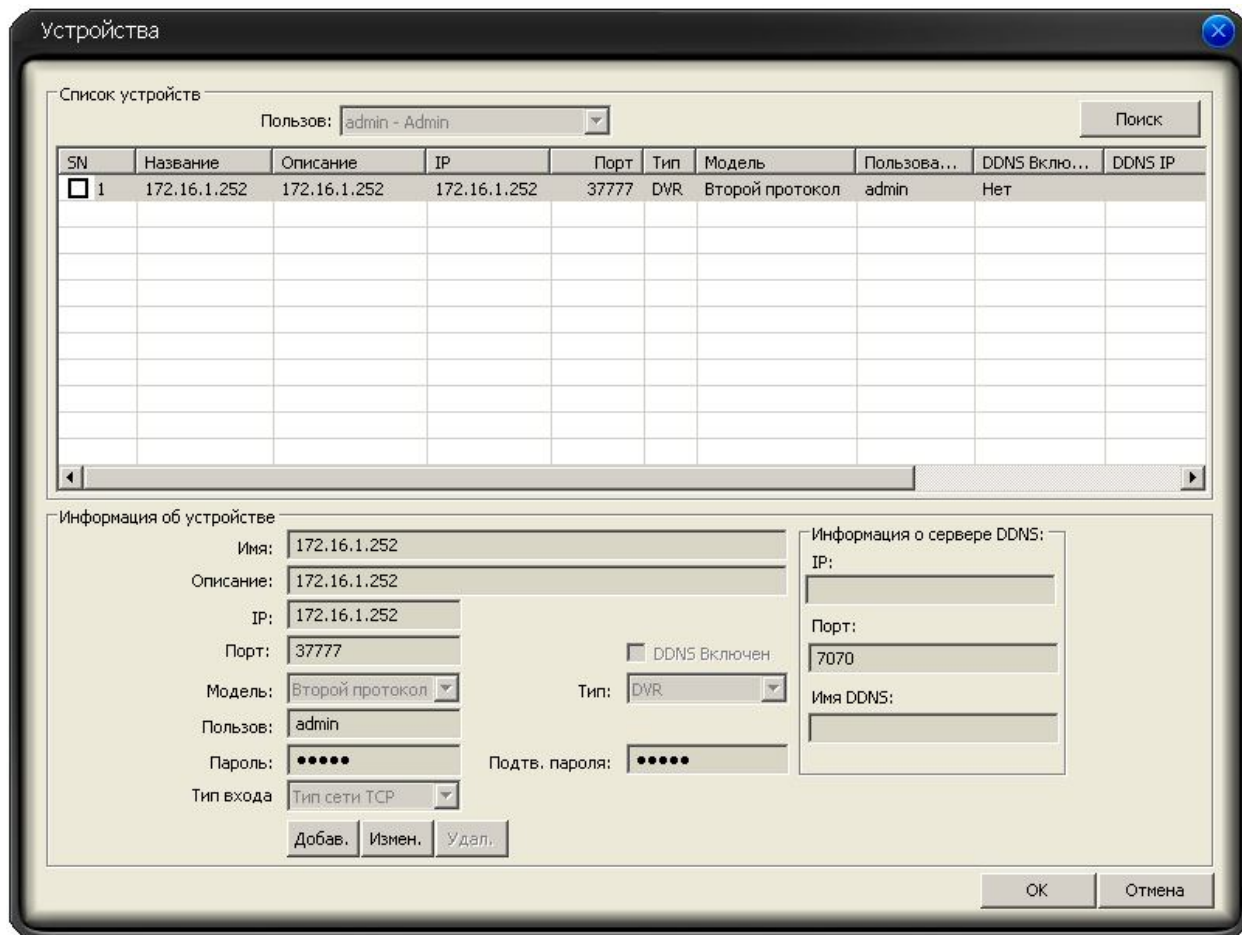 Устройства
Список устройств
Пользов: admin - Admin
Поиск
SN Название Описание IP Порт Тип Модель Пользова... DDNS Вклю... DDNS IP
1 172.16.1.252 172.16.1.252 172.16.1.252 37777 DVR Второй протокол admin Нет
Информация об устройстве
Имя: 172.16.1.252
Описание: 172.16.1.252
IP: 172.16.1.252
Порт: 37777
DDNS Включен
Модель: Второй протокол
Тип: DVR
Пользов: admin
Пароль: ●●●●●
Подтв. пароля: ●●●●●
Тип входа Тип сети TCP
Добав. Измен. Удал.
Информация о сервере DDNS:
IP:
Порт:
7070
Имя DDNS:
OK Отмена